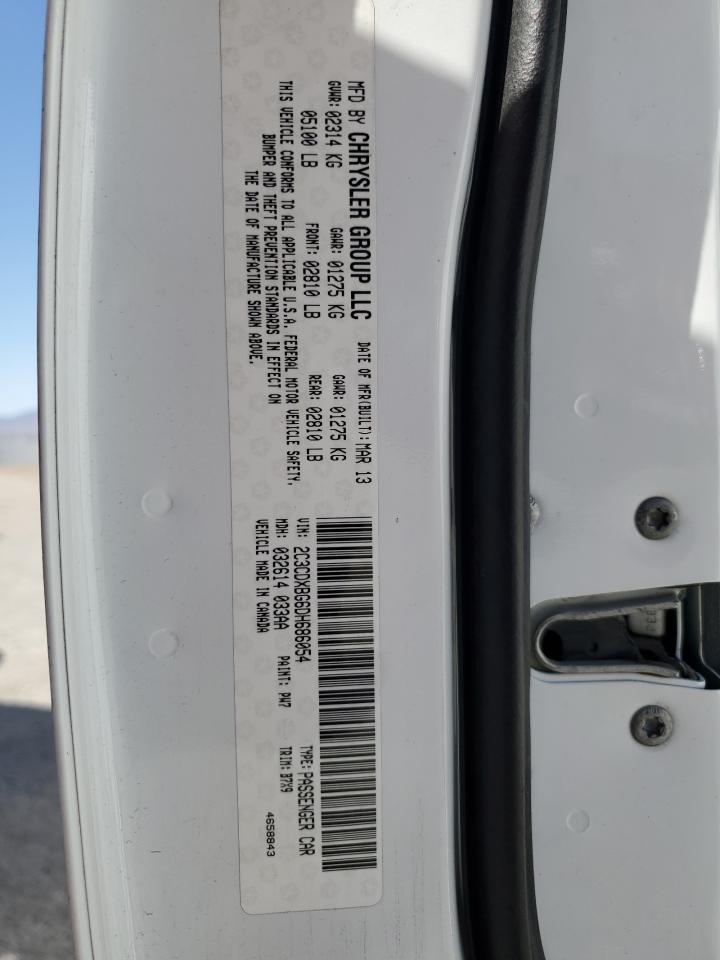 MFD BY CHRYSLER GROUP LLC DATE OF MFR(BUILT): MAR 13
GVWR: 02314 KG GAWR: 01275 KG GAWR: 01275 KG
05100 LB FRONT: 02810 LB REAR: 02810 LB
THIS VEHICLE CONFORMS TO ALL APPLICABLE U.S.A. FEDERAL MOTOR VEHICLE SAFETY,
BUMPER AND THEFT PREVENTION STANDARDS IN EFFECT ON
THE DATE OF MANUFACTURE SHOWN ABOVE.
VIN: 2C3CDXBG6DH686054 TYPE: PASSENGER CAR
MDH: 032614 033AA PAINT: PW7 TRIM: B7X9
VEHICLE MADE IN CANADA 4658843